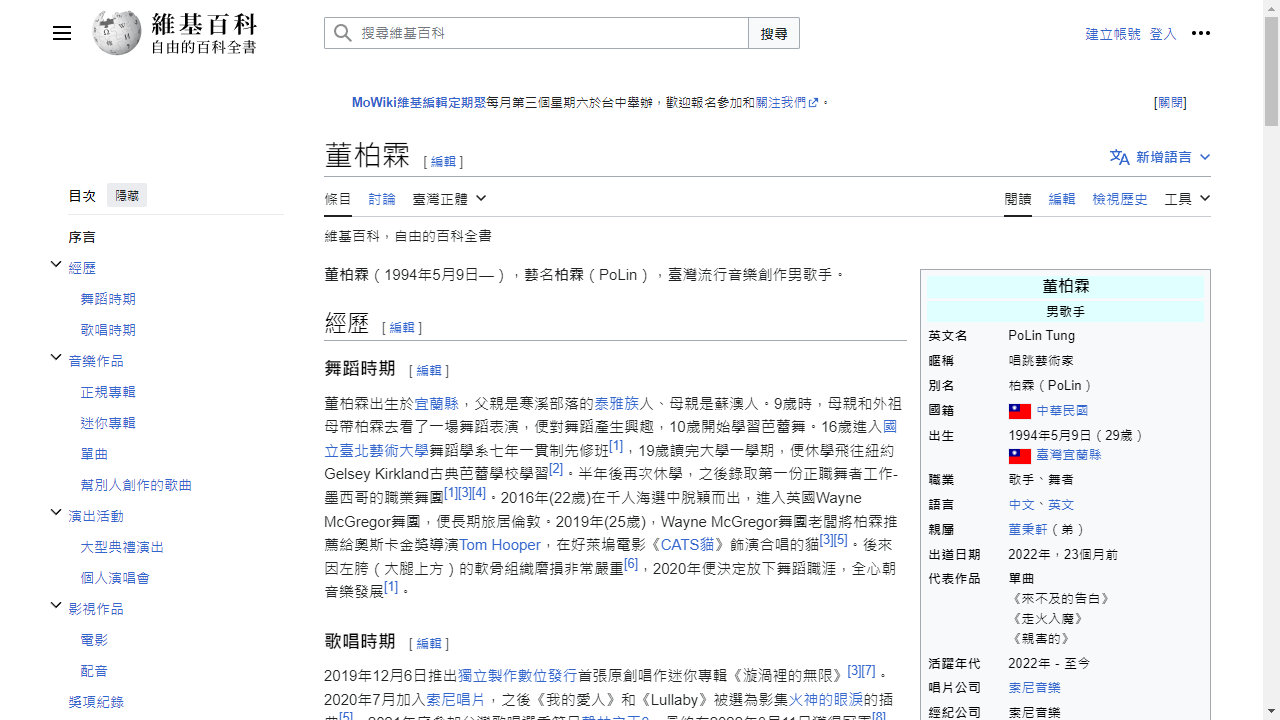 維基百科
自由的百科全書
搜尋維基百科
搜尋
建立帳號 登入
MoWiki維基編輯定期聚每月第三個星期六於台中舉辦，歡迎報名參加和關注我們。
[關閉]
董柏霖 [ 編輯 ]
新增語言
目次 隱藏
條目 討論 臺灣正體
閱讀 編輯 檢視歷史 工具
序言
經歷
舞蹈時期
歌唱時期
音樂作品
正規專輯
迷你專輯
單曲
幫別人創作的歌曲
演出活動
大型典禮演出
個人演唱會
影視作品
電影
配音
獎項紀錄
維基百科，自由的百科全書
董柏霖（1994年5月9日—），藝名柏霖（PoLin），臺灣流行音樂創作男歌手。
經歷 [ 編輯 ]
舞蹈時期 [ 編輯 ]
董柏霖出生於宜蘭縣，父親是寒溪部落的泰雅族人、母親是蘇澳人。9歲時，母親和外祖
母帶柏霖去看了一場舞蹈表演，便對舞蹈產生興趣，10歲開始學習芭蕾舞。16歲進入國
立臺北藝術大學舞蹈學系七年一貫制先修班[1]，19歲讀完大學一學期，便休學飛往紐約
Gelsey Kirkland古典芭蕾學校學習[2]。半年後再次休學，之後錄取第一份正職舞者工作-
墨西哥的職業舞團[1][3][4]。2016年(22歲)在千人海選中脫穎而出，進入英國Wayne
McGregor舞團，便長期旅居倫敦。2019年(25歲)，Wayne McGregor舞團老闆將柏霖推
薦給奧斯卡金獎導演Tom Hooper，在好萊塢電影《CATS貓》飾演合唱的貓[3][5]。後來
因左胯（大腿上方）的軟骨組織磨損非常嚴重[6]，2020年便決定放下舞蹈職涯，全心朝
音樂發展[1]。
歌唱時期 [ 編輯 ]
2019年12月6日推出獨立製作數位發行首張原創唱作迷你專輯《漩渦裡的無限》[3][7]。
2020年7月加入索尼唱片，之後《我的愛人》和《Lullaby》被選為影集火神的眼淚的插
董柏霖
男歌手
英文名 PoLin Tung
暱稱 唱跳藝術家
別名 柏霖（PoLin）
國籍 中華民國
出生 1994年5月9日（29歲）
臺灣宜蘭縣
職業 歌手、舞者
語言 中文、英文
親屬 董秉軒（弟）
出道日期 2022年，23個月前
代表作品 單曲
《來不及的告白》
《走火入魔》
《親害的》
活躍年代 2022年 - 至今
唱片公司 索尼音樂
經紀公司 索尼音樂